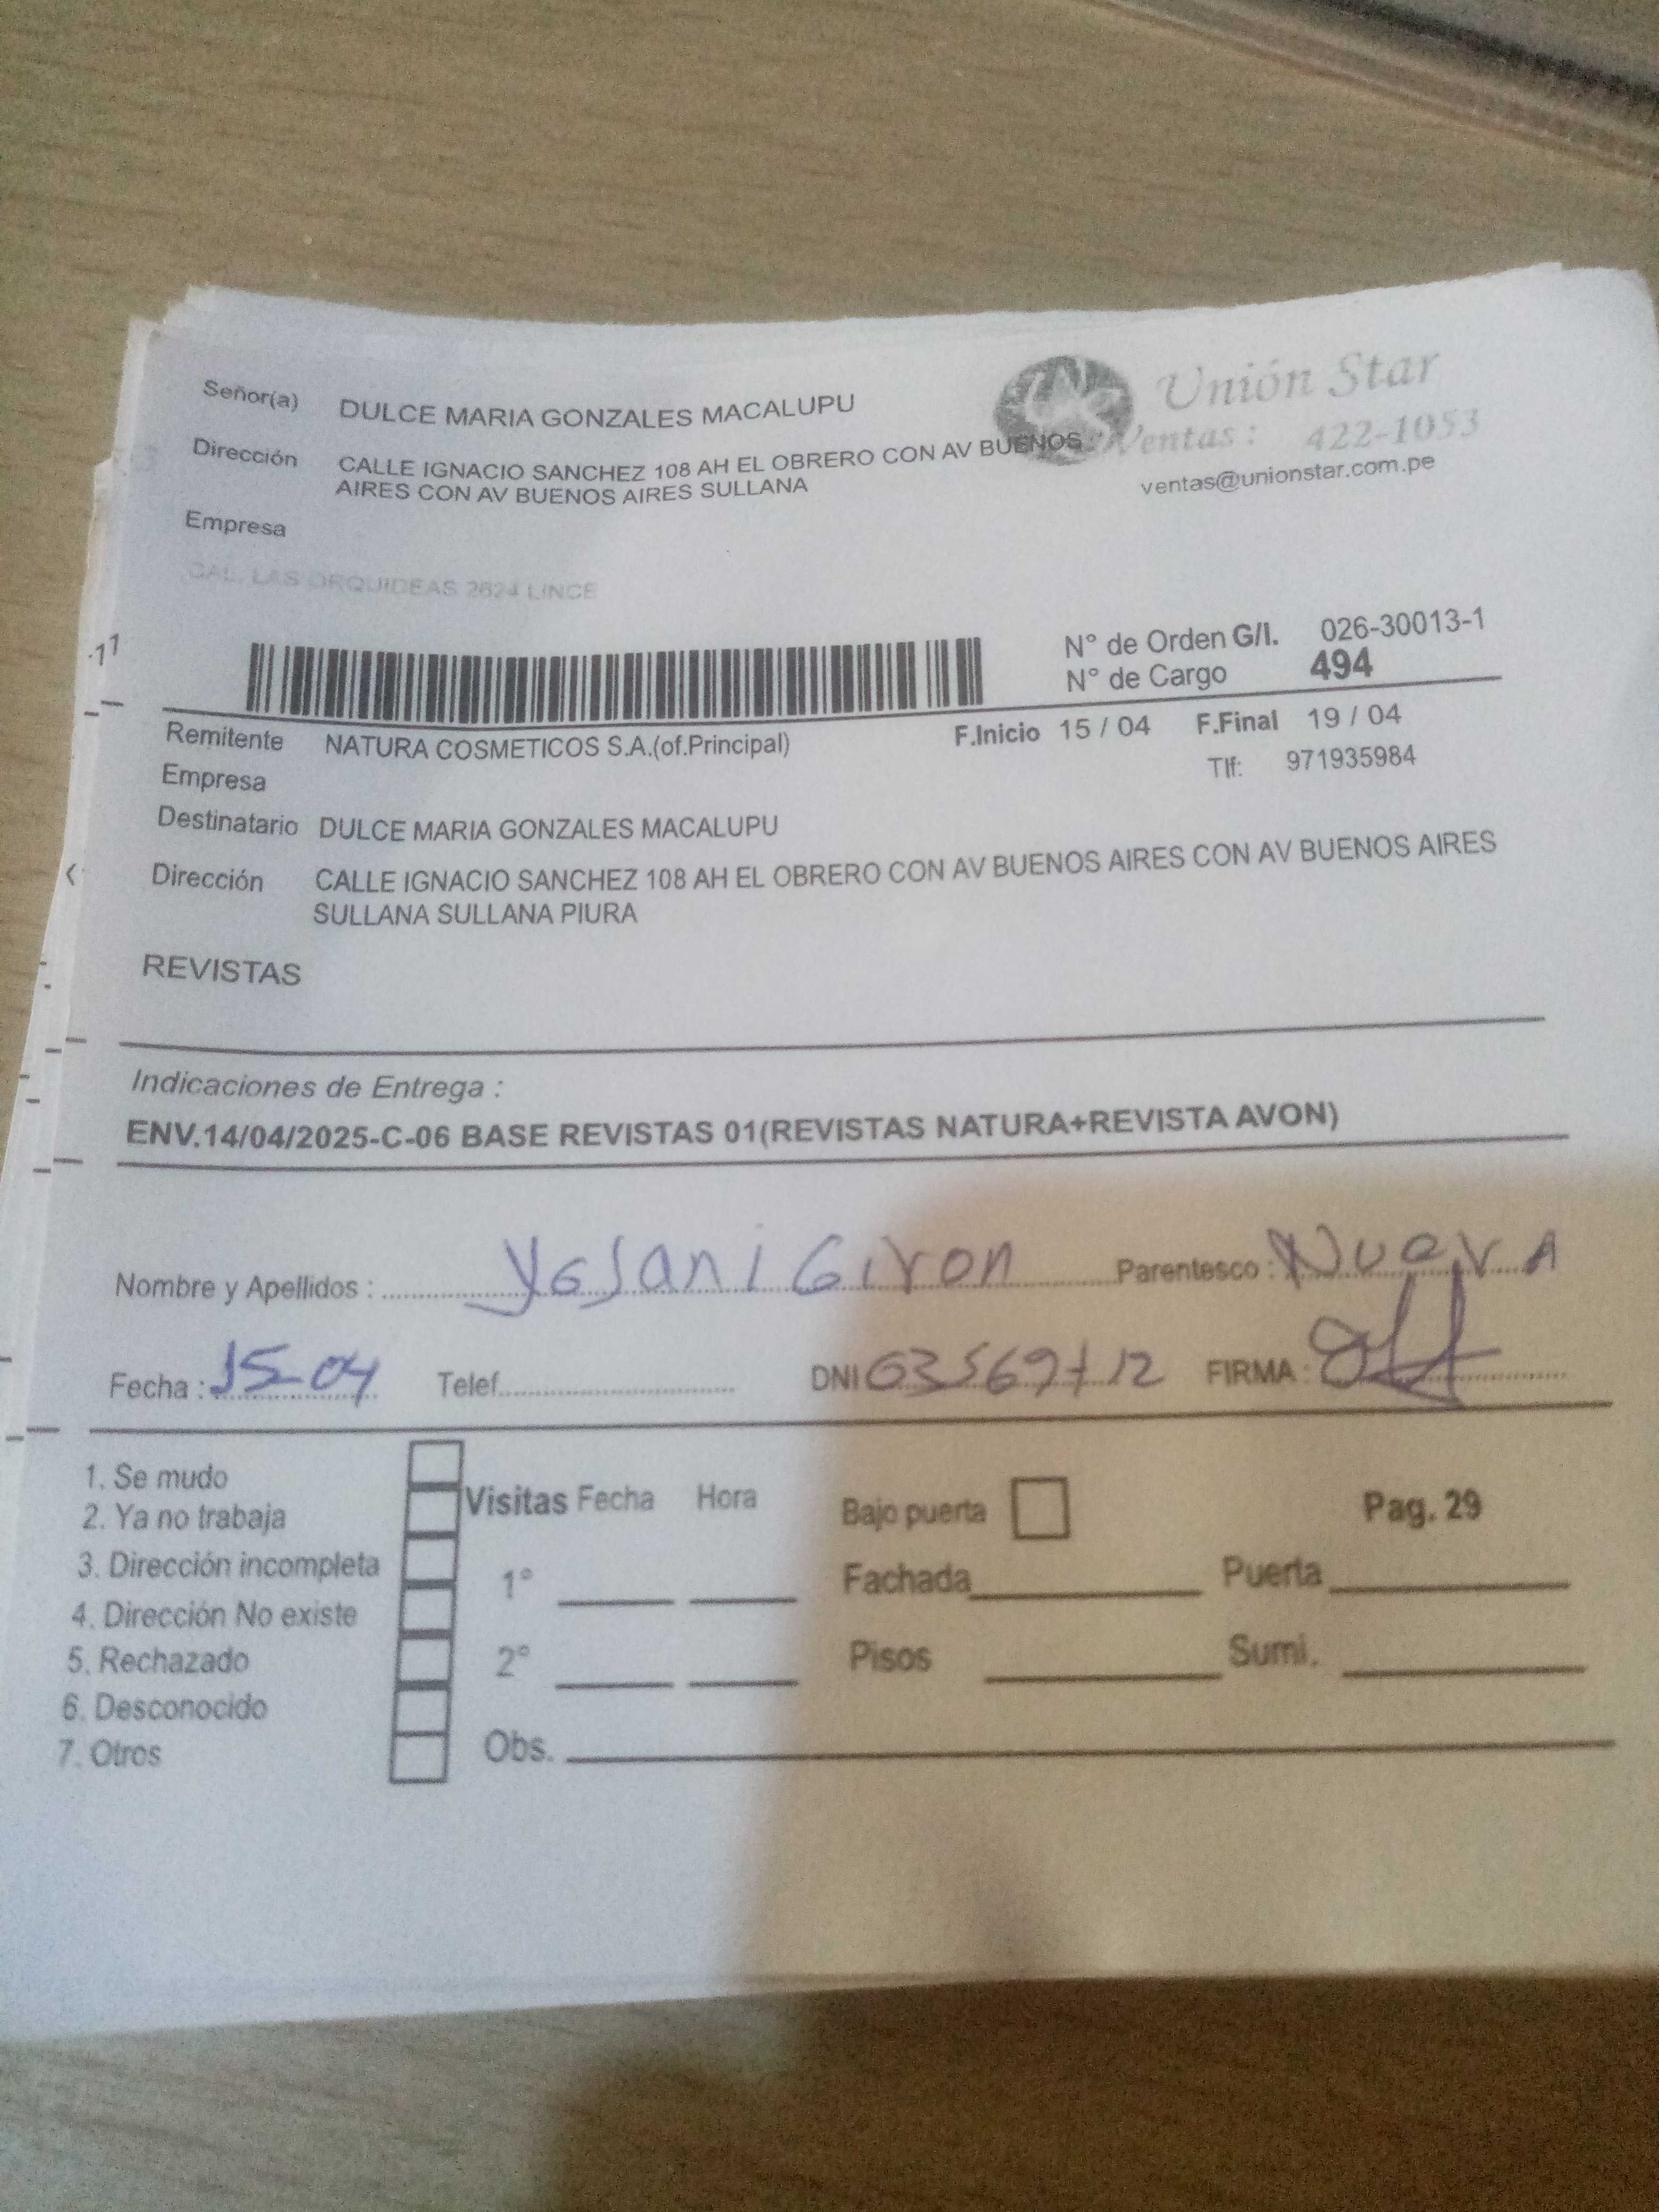 Señor(a) DULCE MARIA GONZALES MACALUPU
Unión Star
Dirección CALLE IGNACIO SANCHEZ 108 AH EL OBRERO CON AV BUENOS
AIRES CON AV BUENOS AIRES SULLANA
Ventas : 422-1053
ventas@unionstar.com.pe
Empresa
CAL. LAS ORQUIDEAS 2624 LINCE
N° de Orden G/I. 026-30013-1
N° de Cargo 494
Remitente NATURA COSMETICOS S.A.(of.Principal) F.Inicio 15 / 04 F.Final 19 / 04
Empresa Tlf: 971935984
Destinatario DULCE MARIA GONZALES MACALUPU
Dirección CALLE IGNACIO SANCHEZ 108 AH EL OBRERO CON AV BUENOS AIRES CON AV BUENOS AIRES
SULLANA SULLANA PIURA
REVISTAS
Indicaciones de Entrega :
ENV.14/04/2025-C-06 BASE REVISTAS 01(REVISTAS NATURA+REVISTA AVON)
Nombre y Apellidos : Giron Parentesco : NuerA
Fecha : 15-04 Telef. DNI FIRMA :
1. Se mudo
2. Ya no trabaja
3. Dirección incompleta
4. Dirección No existe
5. Rechazado
6. Desconocido
7. Otros
Visitas Fecha Hora
1°
2°
Obs.
Bajo puerta Pag. 29
Fachada Puerta
Pisos Sumi.